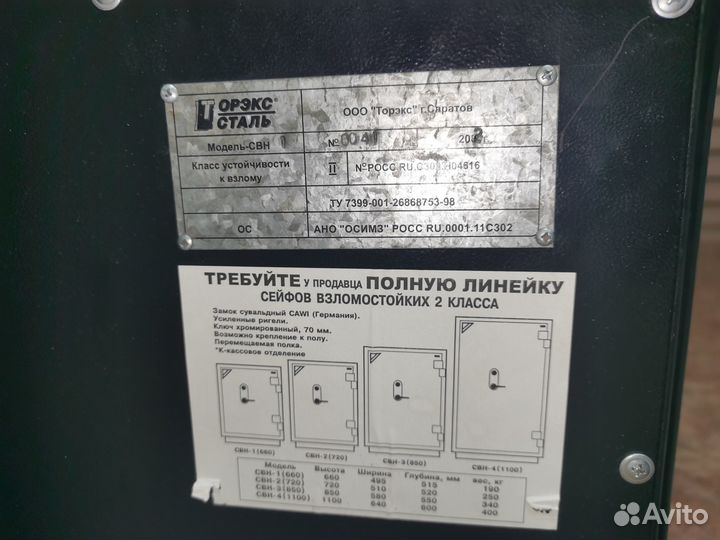 ТОРЭКС®
СТАЛЬ
ООО "Торэкс" г.Саратов
Модель-СВН 1 №0041 200 г.
Класс устойчивости
к взлому
II №РОСС RU.
ТУ 7399-001-26868753-98
ОС АНО "ОСИМЗ" РОСС RU.0001.11С302
ТРЕБУЙТЕ У ПРОДАВЦА ПОЛНУЮ ЛИНЕЙКУ
СЕЙФОВ ВЗЛОМОСТОЙКИХ 2 КЛАССА
Замок сувальдный CAWI (Германия).
Усиленные ригели.
Ключ хромированный, 70 мм.
Возможно крепление к полу.
Перемещаемая полка.
*К-кассовое отделение
СВН-1(660) СВН-2(720) СВН-3(850) СВН-4(1100)
Модель Высота Ширина Глубина, мм вес, кг
СВН-1(660) 660 495 515 190
СВН-2(720) 720 510 520 250
СВН-3(850) 850 580 550 340
СВН-4(1100) 1100 640 600 400
Avito